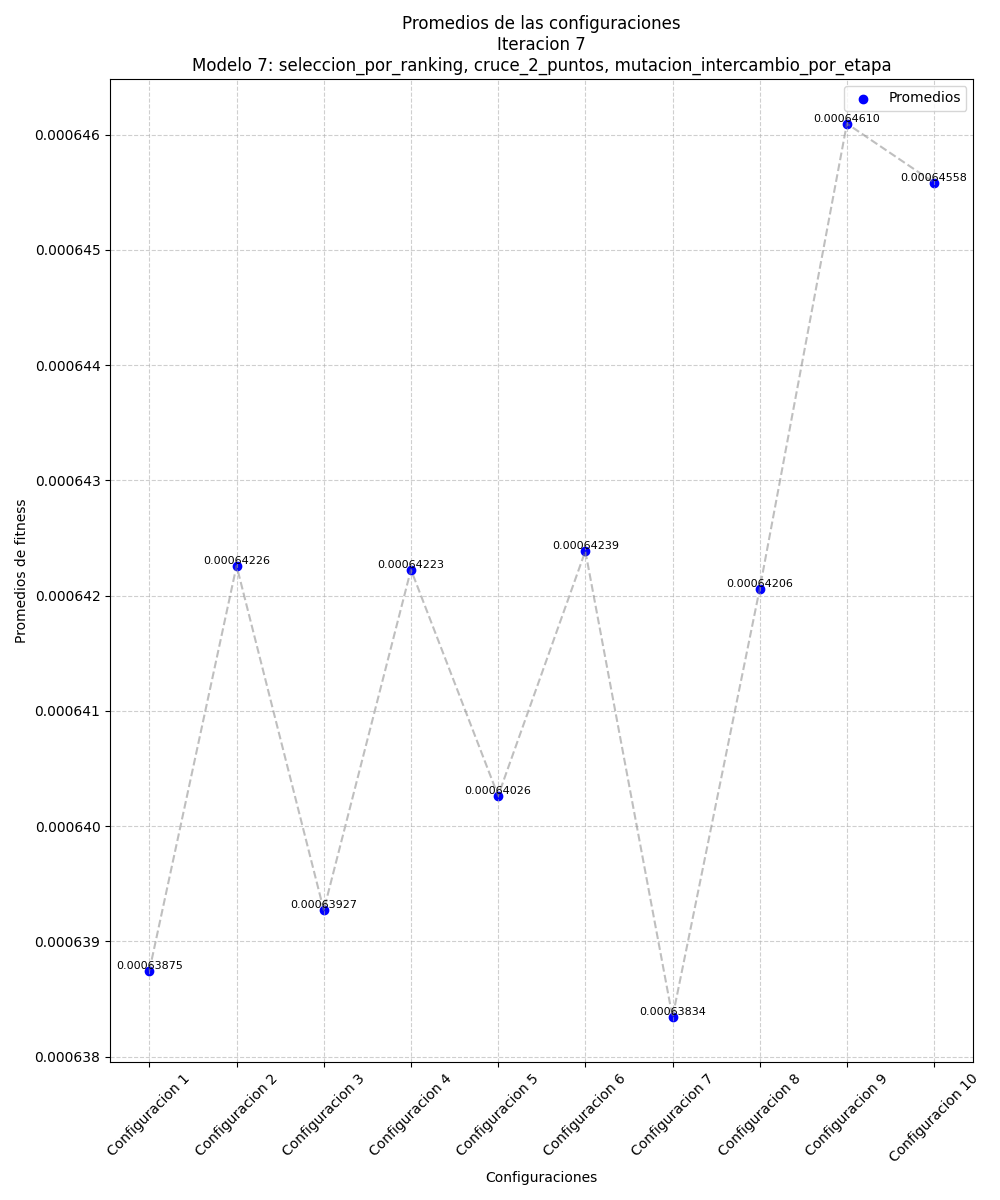 Promedios de las configuraciones
Iteracion 7
Modelo 7: seleccion_por_ranking, cruce_2_puntos, mutacion_intercambio_por_etapa
Promedios
0.000646
0.000645
0.000644
0.000643
0.000642
0.000641
0.000640
0.000639
0.000638
Promedios de fitness
0.00063875
0.00064226
0.00063927
0.00064223
0.00064026
0.00064239
0.00063834
0.00064206
0.00064610
0.00064558
Configuracion 1
Configuracion 2
Configuracion 3
Configuracion 4
Configuracion 5
Configuracion 6
Configuracion 7
Configuracion 8
Configuracion 9
Configuracion 10
Configuraciones